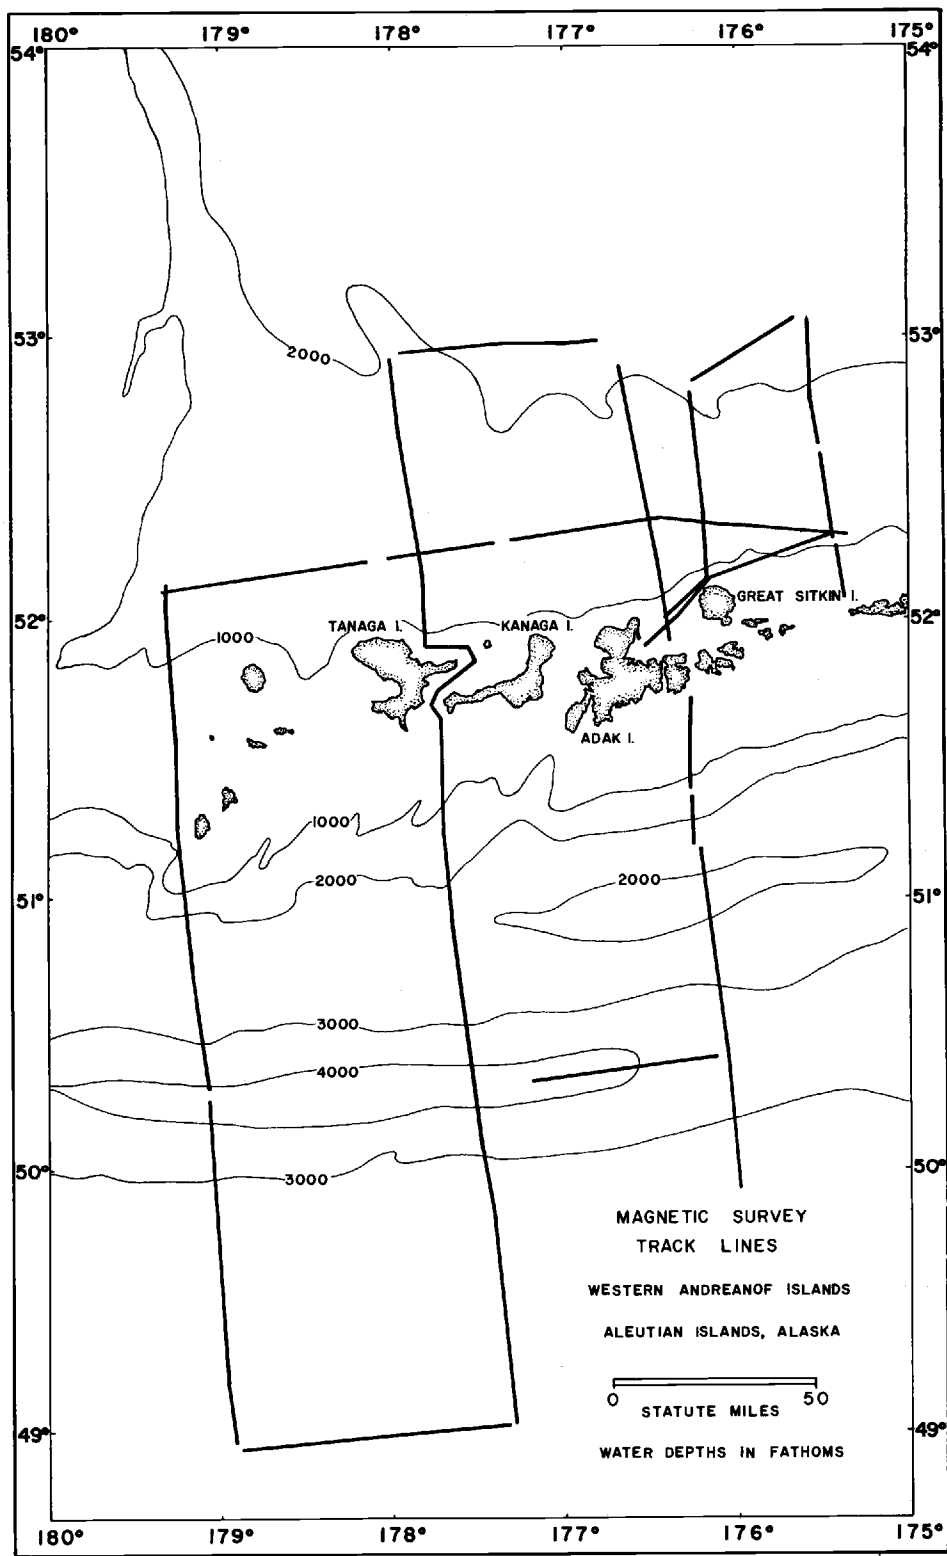 180° 179° 178° 177° 176° 175°
54° 54°
53° 53°
2000
GREAT SITKIN I.
52° 52°
1000 TANAGA I. KANAGA I.
ADAK I.
1000
2000 2000
51° 51°
3000
4000
50° 50°
3000
MAGNETIC SURVEY
TRACK LINES
WESTERN ANDREANOF ISLANDS
ALEUTIAN ISLANDS, ALASKA
0 50
STATUTE MILES
49° 49°
WATER DEPTHS IN FATHOMS
180° 179° 178° 177° 176° 175°